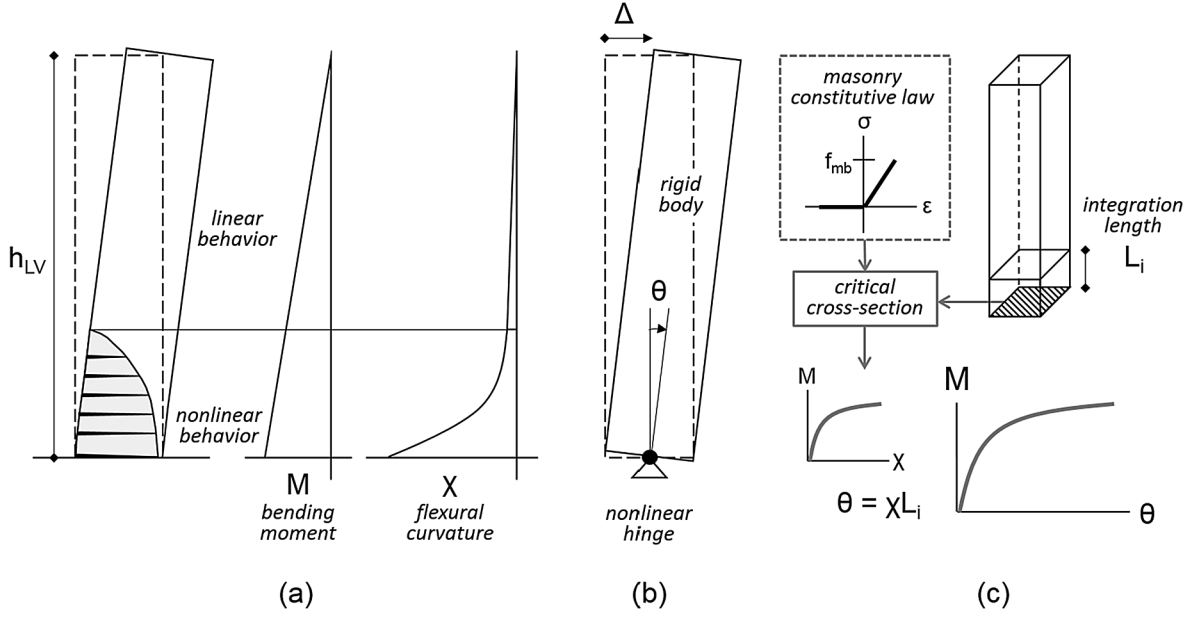 h_LV
linear
behavior
nonlinear
behavior
M
bending
moment
χ
flexural
curvature
(a)
Δ
rigid
body
θ
nonlinear
hinge
(b)
masonry
constitutive law
σ
f_mb
ε
critical
cross-section
integration
length
L_i
M
χ
θ = χL_i
M
θ
(c)